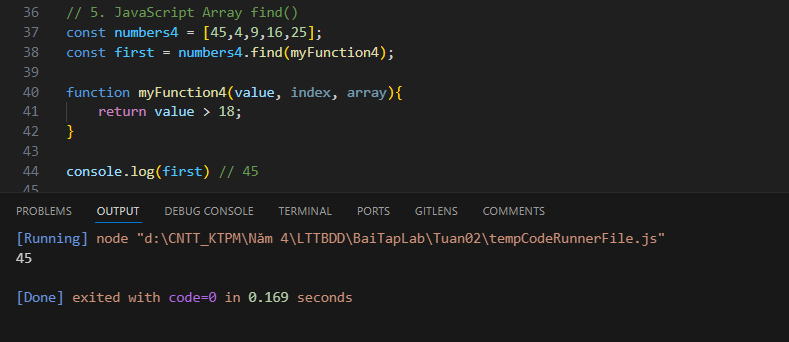 36 // 5. JavaScript Array find()
37 const numbers4 = [45,4,9,16,25];
38 const first = numbers4.find(myFunction4);
39
40 function myFunction4(value, index, array){
41 return value > 18;
42 }
43
44 console.log(first) // 45
45
PROBLEMS OUTPUT DEBUG CONSOLE TERMINAL PORTS GITLENS COMMENTS
[Running] node "d:\CNTT_KTPM\Năm 4\LTTBDD\BaiTapLab\Tuan02\tempCodeRunnerFile.js"
45
[Done] exited with code=0 in 0.169 seconds